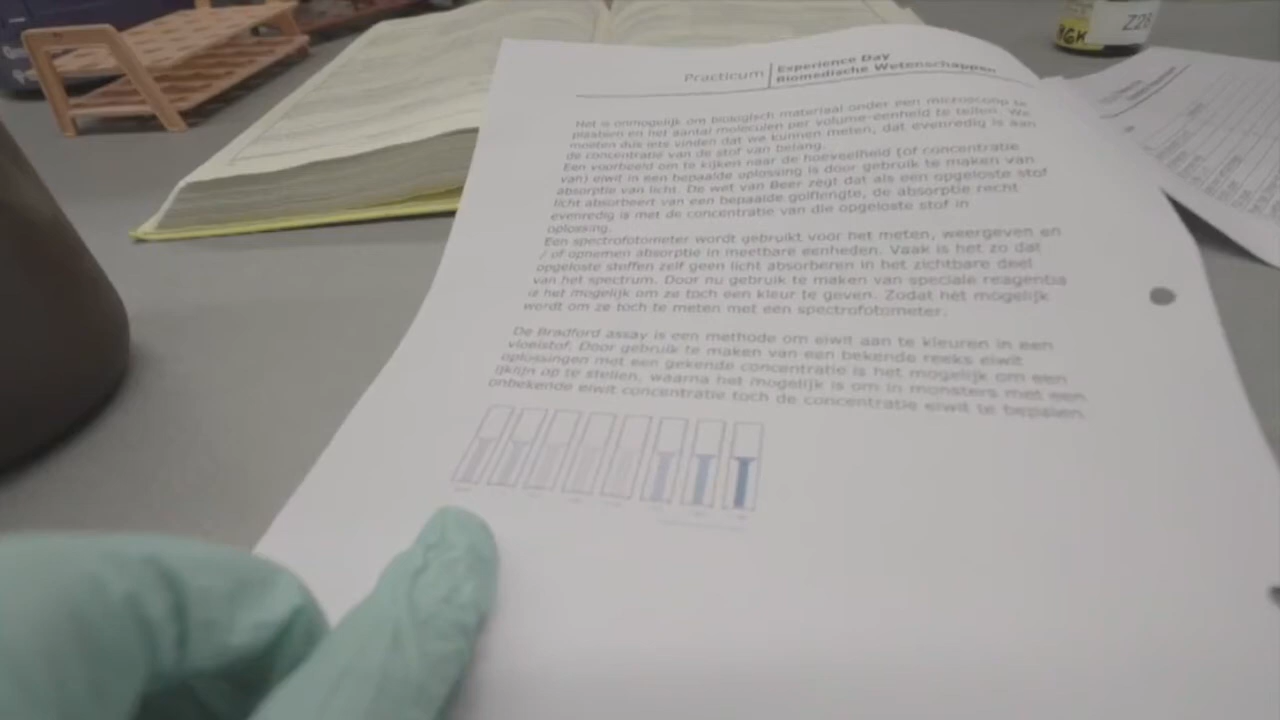 Practicum
Experience Day
Biomedische Wetenschappen
Het is onmogelijk om biologisch materiaal onder een microscoop te
plaatsen en het aantal moleculen per volume-eenheid te tellen. We
moeten dus iets vinden dat we kunnen meten, dat evenredig is aan
de concentratie van de stof van belang.
Een voorbeeld om te kijken naar de hoeveelheid (of concentratie
van) eiwit in een bepaalde oplossing is door gebruik te maken van
absorptie van licht. De wet van Beer zegt dat als een opgeloste stof
licht absorbeert van een bepaalde golflengte, de absorptie recht
evenredig is met de concentratie van die opgeloste stof in
oplossing.
Een spectrofotometer wordt gebruikt voor het meten, weergeven en
/ of opnemen absorptie in meetbare eenheden. Vaak is het zo dat
opgeloste stoffen zelf geen licht absorberen in het zichtbare deel
van het spectrum. Door nu gebruik te maken van speciale reagentia
is het mogelijk om ze toch een kleur te geven. Zodat het mogelijk
wordt om ze toch te meten met een spectrofotometer.
De Bradford assay is een methode om eiwit aan te kleuren in een
vloeistof. Door gebruik te maken van een bekende reeks eiwit
oplossingen met een gekende concentratie is het mogelijk om een
ijklijn op te stellen, waarna het mogelijk is om in monsters met een
onbekende eiwit concentratie toch de concentratie eiwit te bepalen